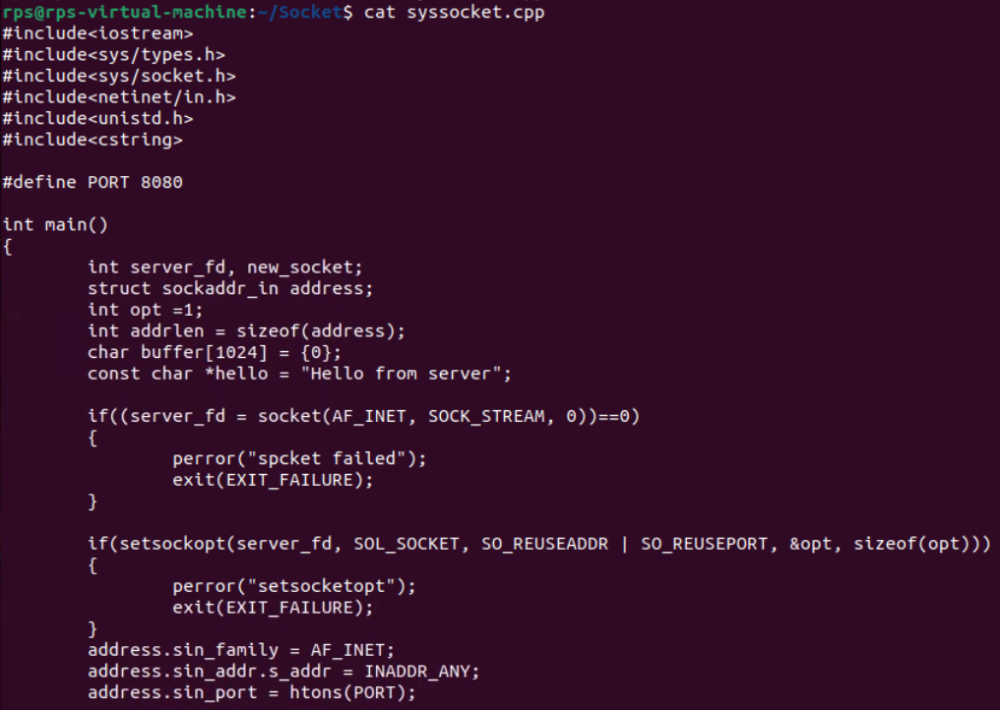 rps@rps-virtual-machine:~/Socket$ cat syssocket.cpp
#include<iostream>
#include<sys/types.h>
#include<sys/socket.h>
#include<netinet/in.h>
#include<unistd.h>
#include<cstring>

#define PORT 8080

int main()
{
        int server_fd, new_socket;
        struct sockaddr_in address;
        int opt =1;
        int addrlen = sizeof(address);
        char buffer[1024] = {0};
        const char *hello = "Hello from server";

        if((server_fd = socket(AF_INET, SOCK_STREAM, 0))==0)
        {
                perror("spcket failed");
                exit(EXIT_FAILURE);
        }

        if(setsockopt(server_fd, SOL_SOCKET, SO_REUSEADDR | SO_REUSEPORT, &opt, sizeof(opt)))
        {
                perror("setsocketopt");
                exit(EXIT_FAILURE);
        }
        address.sin_family = AF_INET;
        address.sin_addr.s_addr = INADDR_ANY;
        address.sin_port = htons(PORT);